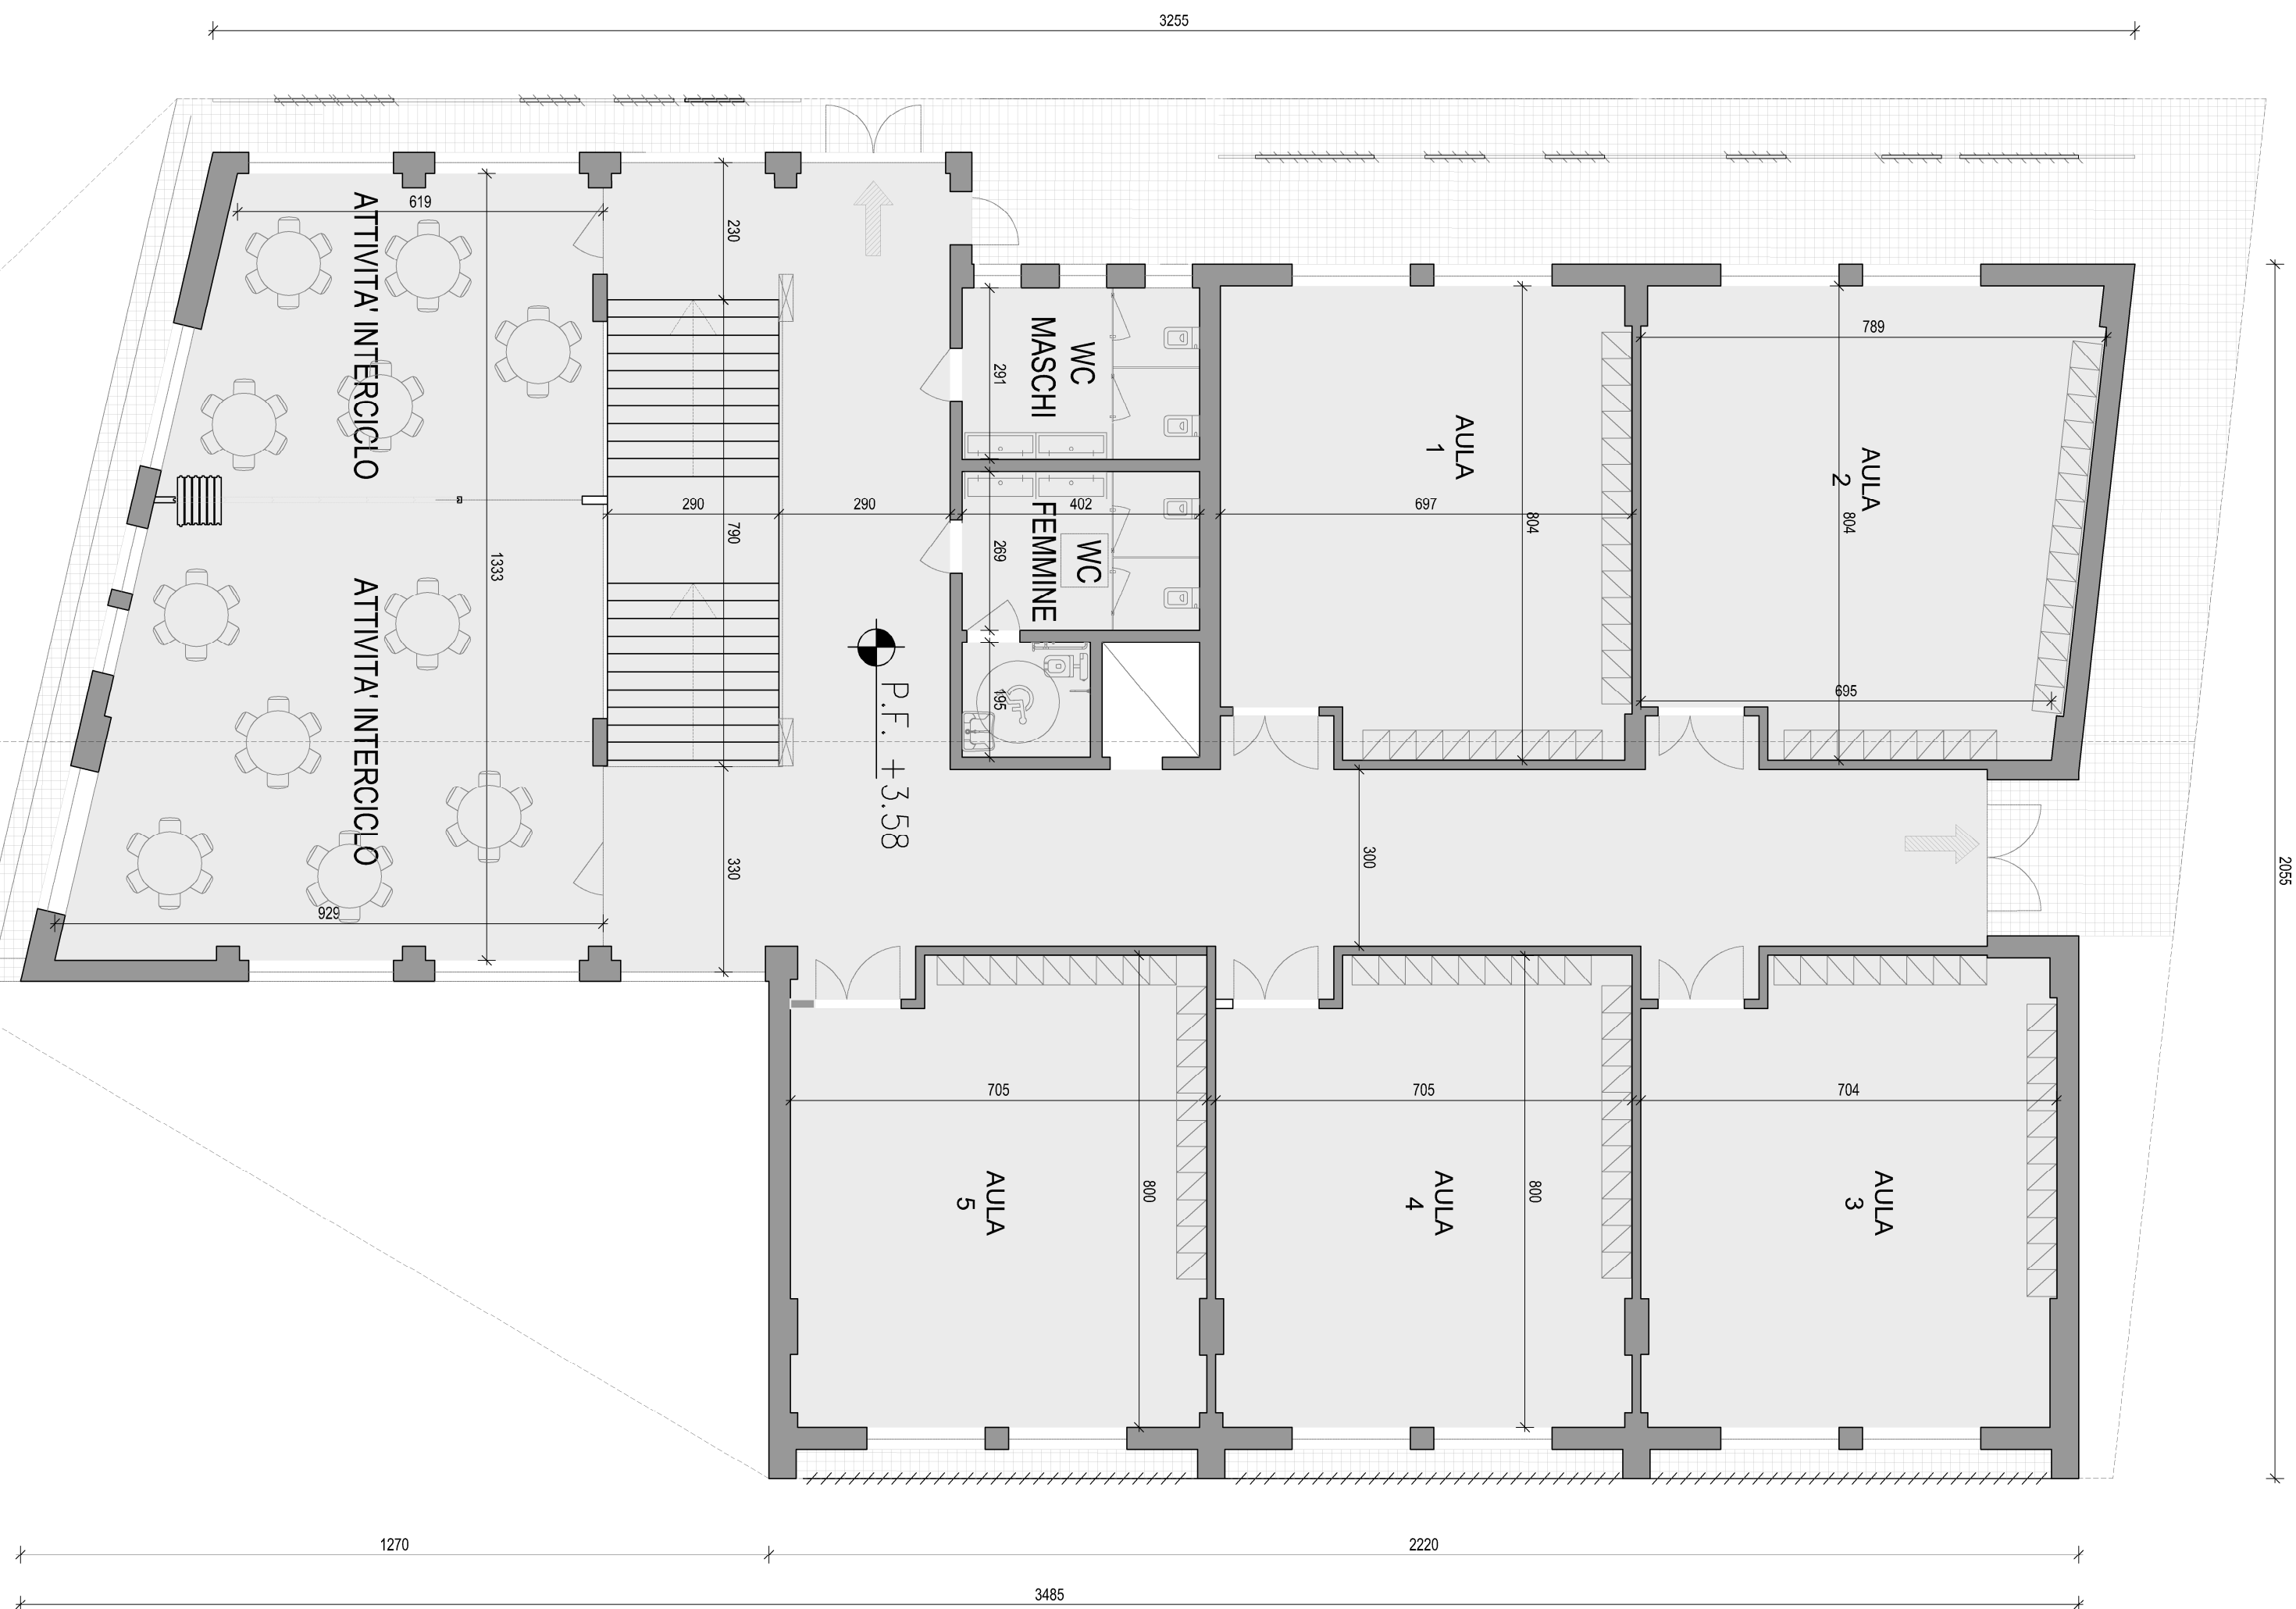 3255
619
ATTIVITA' INTERCICLO
230
1333
290
790
290
291
WC
MASCHI
402
269
WC
FEMMINE
195
697
804
AULA
1
789
804
AULA
2
695
ATTIVITA' INTERCICLO
929
330
P.F. +3.58
300
2055
705
800
AULA
5
705
800
AULA
4
704
AULA
3
1270
2220
3485